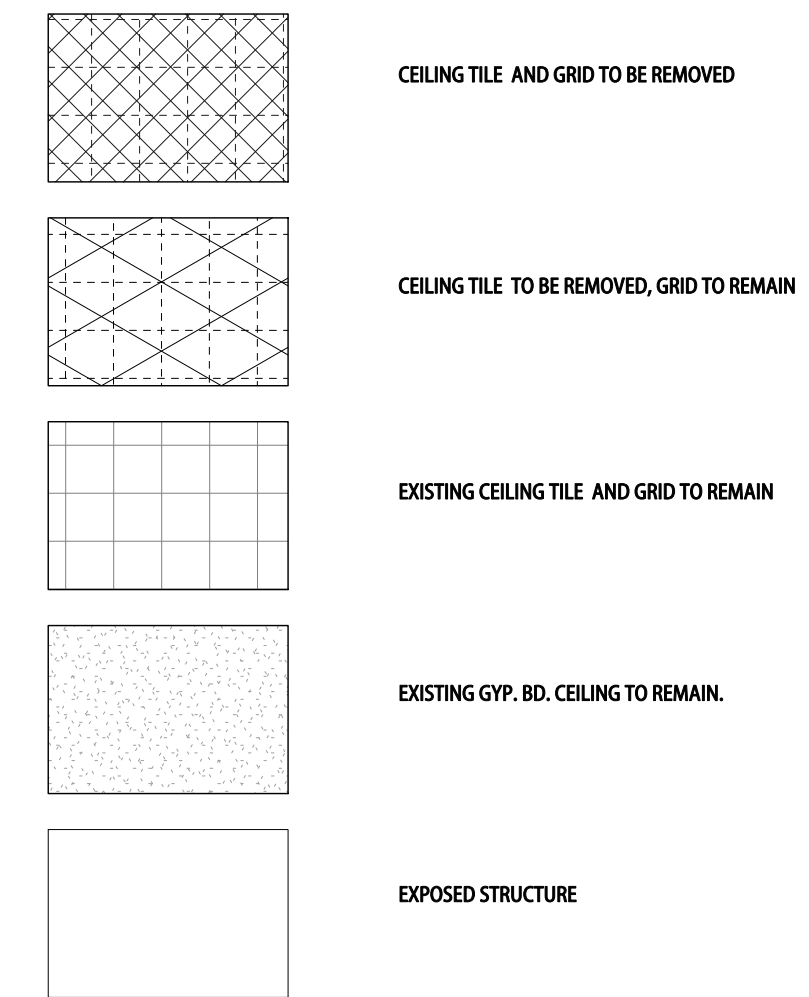 CEILING TILE  AND GRID TO BE REMOVED
CEILING TILE  TO BE REMOVED, GRID TO REMAIN
EXISTING CEILING TILE  AND GRID TO REMAIN
EXISTING GYP. BD. CEILING TO REMAIN.
EXPOSED STRUCTURE